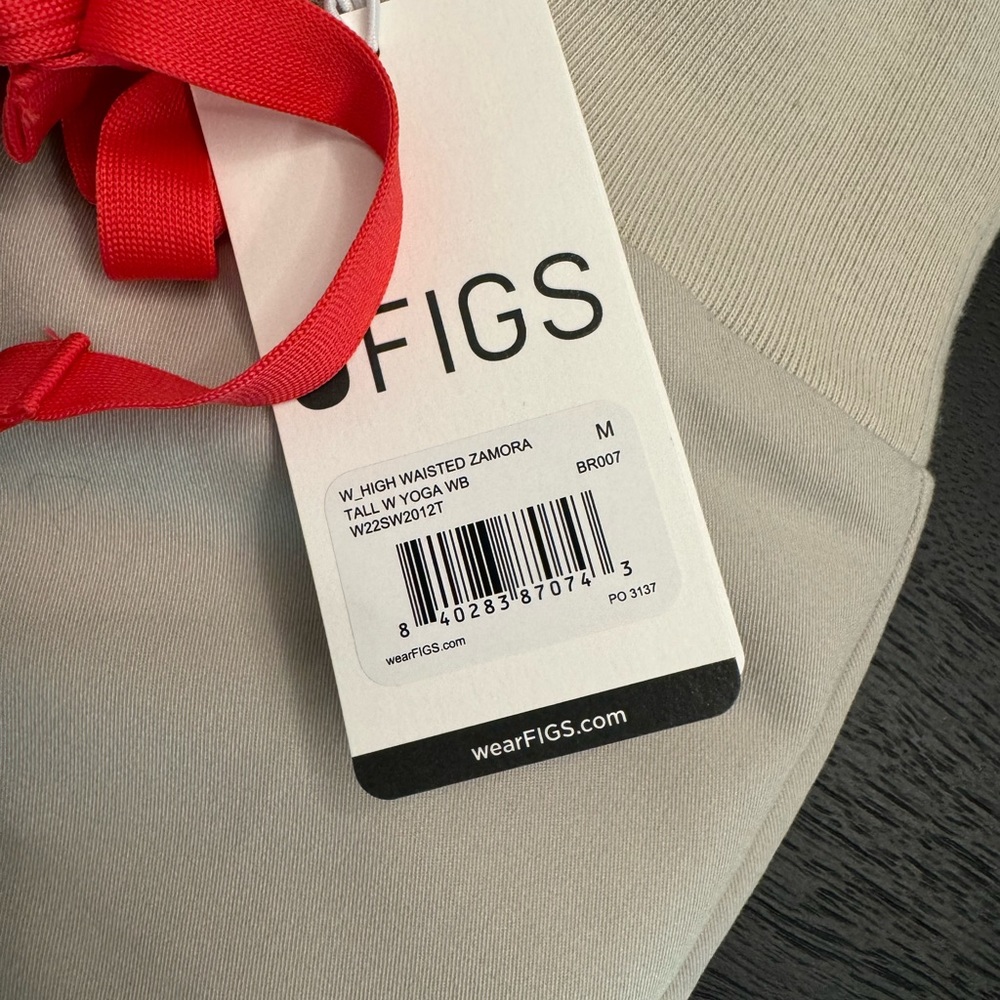 FIGS
W_HIGH WAISTED ZAMORA
TALL W YOGA WB
W22SW2012T
M
BR007
8 40283 87074 3
PO 3137
wearFIGS.com
wearFIGS.com